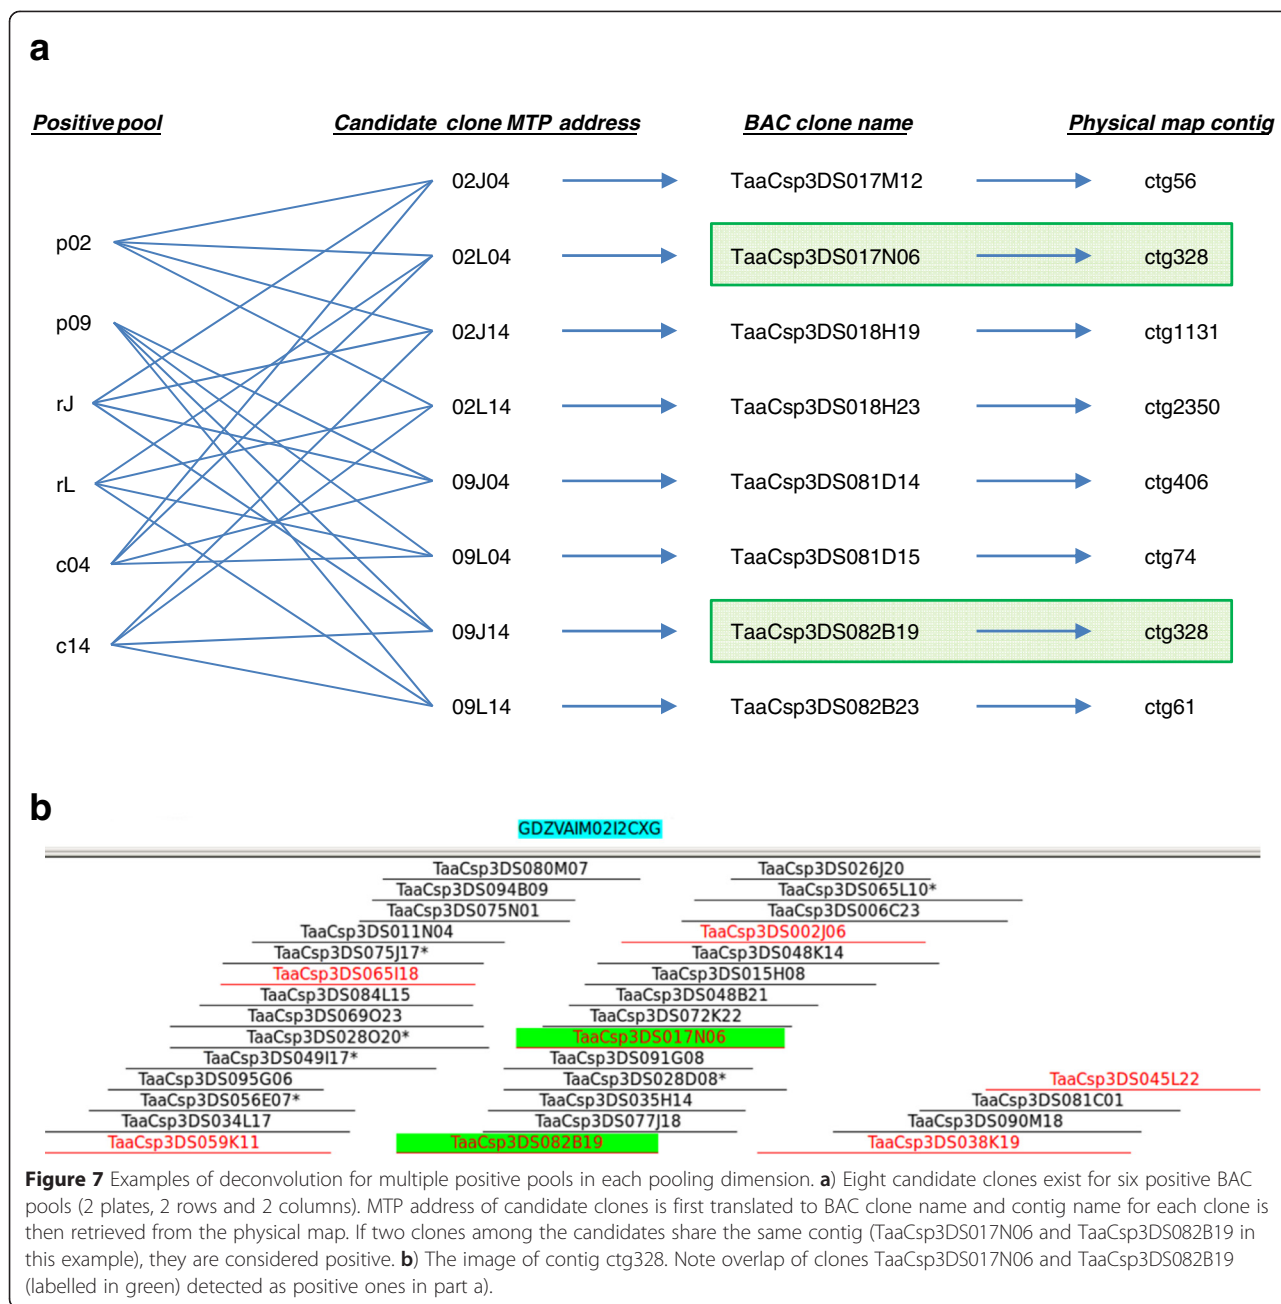 a
Positive pool Candidate clone MTP address BAC clone name Physical map contig
02J04 TaaCsp3DS017M12 ctg56
p02
02L04 TaaCsp3DS017N06 ctg328
p09
02J14 TaaCsp3DS018H19 ctg1131
rJ
02L14 TaaCsp3DS018H23 ctg2350
rL
09J04 TaaCsp3DS081D14 ctg406
c04
09L04 TaaCsp3DS081D15 ctg74
c14
09J14 TaaCsp3DS082B19 ctg328
09L14 TaaCsp3DS082B23 ctg61
b
GDZVAIM02I2CXG
TaaCsp3DS080M07 TaaCsp3DS026J20
TaaCsp3DS094B09 TaaCsp3DS065L10*
TaaCsp3DS075N01 TaaCsp3DS006C23
TaaCsp3DS011N04 TaaCsp3DS002J06
TaaCsp3DS075J17* TaaCsp3DS048K14
TaaCsp3DS065I18 TaaCsp3DS015H08
TaaCsp3DS084L15 TaaCsp3DS048B21
TaaCsp3DS069O23 TaaCsp3DS072K22
TaaCsp3DS028O20* TaaCsp3DS017N06
TaaCsp3DS049I17* TaaCsp3DS091G08
TaaCsp3DS095G06 TaaCsp3DS028D08* TaaCsp3DS045L22
TaaCsp3DS056E07* TaaCsp3DS035H14 TaaCsp3DS081C01
TaaCsp3DS034L17 TaaCsp3DS077J18 TaaCsp3DS090M18
TaaCsp3DS059K11 TaaCsp3DS082B19 TaaCsp3DS038K19
Figure 7 Examples of deconvolution for multiple positive pools in each pooling dimension. a) Eight candidate clones exist for six positive BAC
pools (2 plates, 2 rows and 2 columns). MTP address of candidate clones is first translated to BAC clone name and contig name for each clone is
then retrieved from the physical map. If two clones among the candidates share the same contig (TaaCsp3DS017N06 and TaaCsp3DS082B19 in
this example), they are considered positive. b) The image of contig ctg328. Note overlap of clones TaaCsp3DS017N06 and TaaCsp3DS082B19
(labelled in green) detected as positive ones in part a).